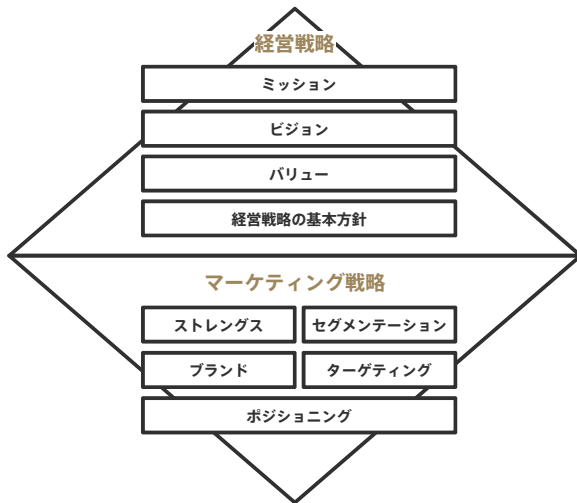 経営戦略
ミッション
ビジョン
バリュー
経営戦略の基本方針
マーケティング戦略
ストレングス
セグメンテーション
ブランド
ターゲティング
ポジショニング